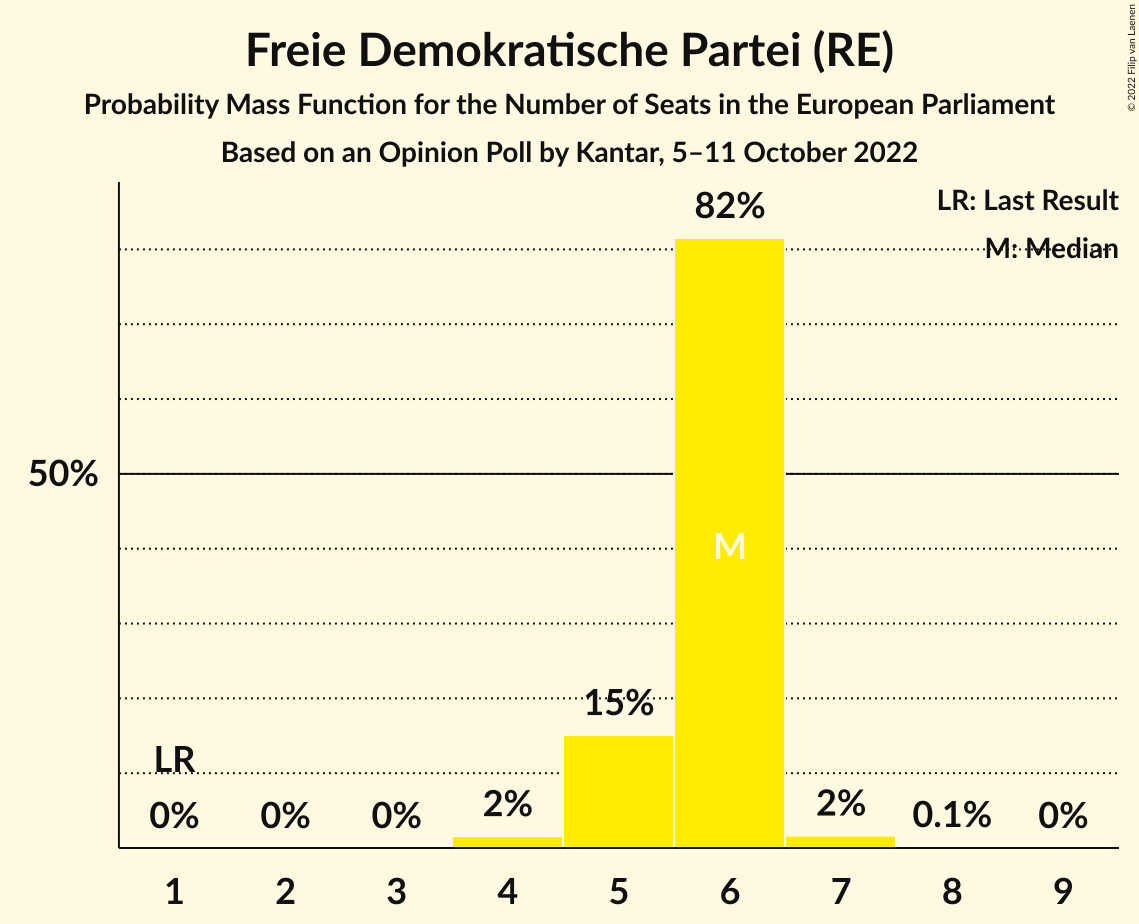 Freie Demokratische Partei (RE)
Probability Mass Function for the Number of Seats in the European Parliament
Based on an Opinion Poll by Kantar, 5–11 October 2022
© 2022 Filip van Laenen
LR: Last Result
M: Median
82%
50%
M
15%
LR
0%
0%
0%
2%
2%
0.1%
0%
1 2 3 4 5 6 7 8 9